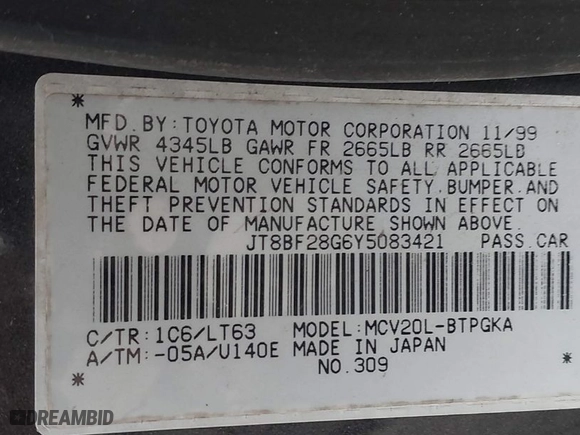 MFD.BY:TOYOTA MOTOR CORPORATION 11/99
GVWR 4345LB GAWR FR 2665LB RR 2665LB
THIS VEHICLE CONFORMS TO ALL APPLICABLE
FEDERAL MOTOR VEHICLE SAFETY.BUMPER.AND
THEFT PREVENTION STANDARDS IN EFFECT ON
THE DATE OF MANUFACTURE SHOWN ABOVE.
JT8BF28G6Y5083421 PASS.CAR
C/TR:1C6/LT63 MODEL:MCV20L-BTPGKA
A/TM:-05A/U140E MADE IN JAPAN
NO.309
DREAMBID